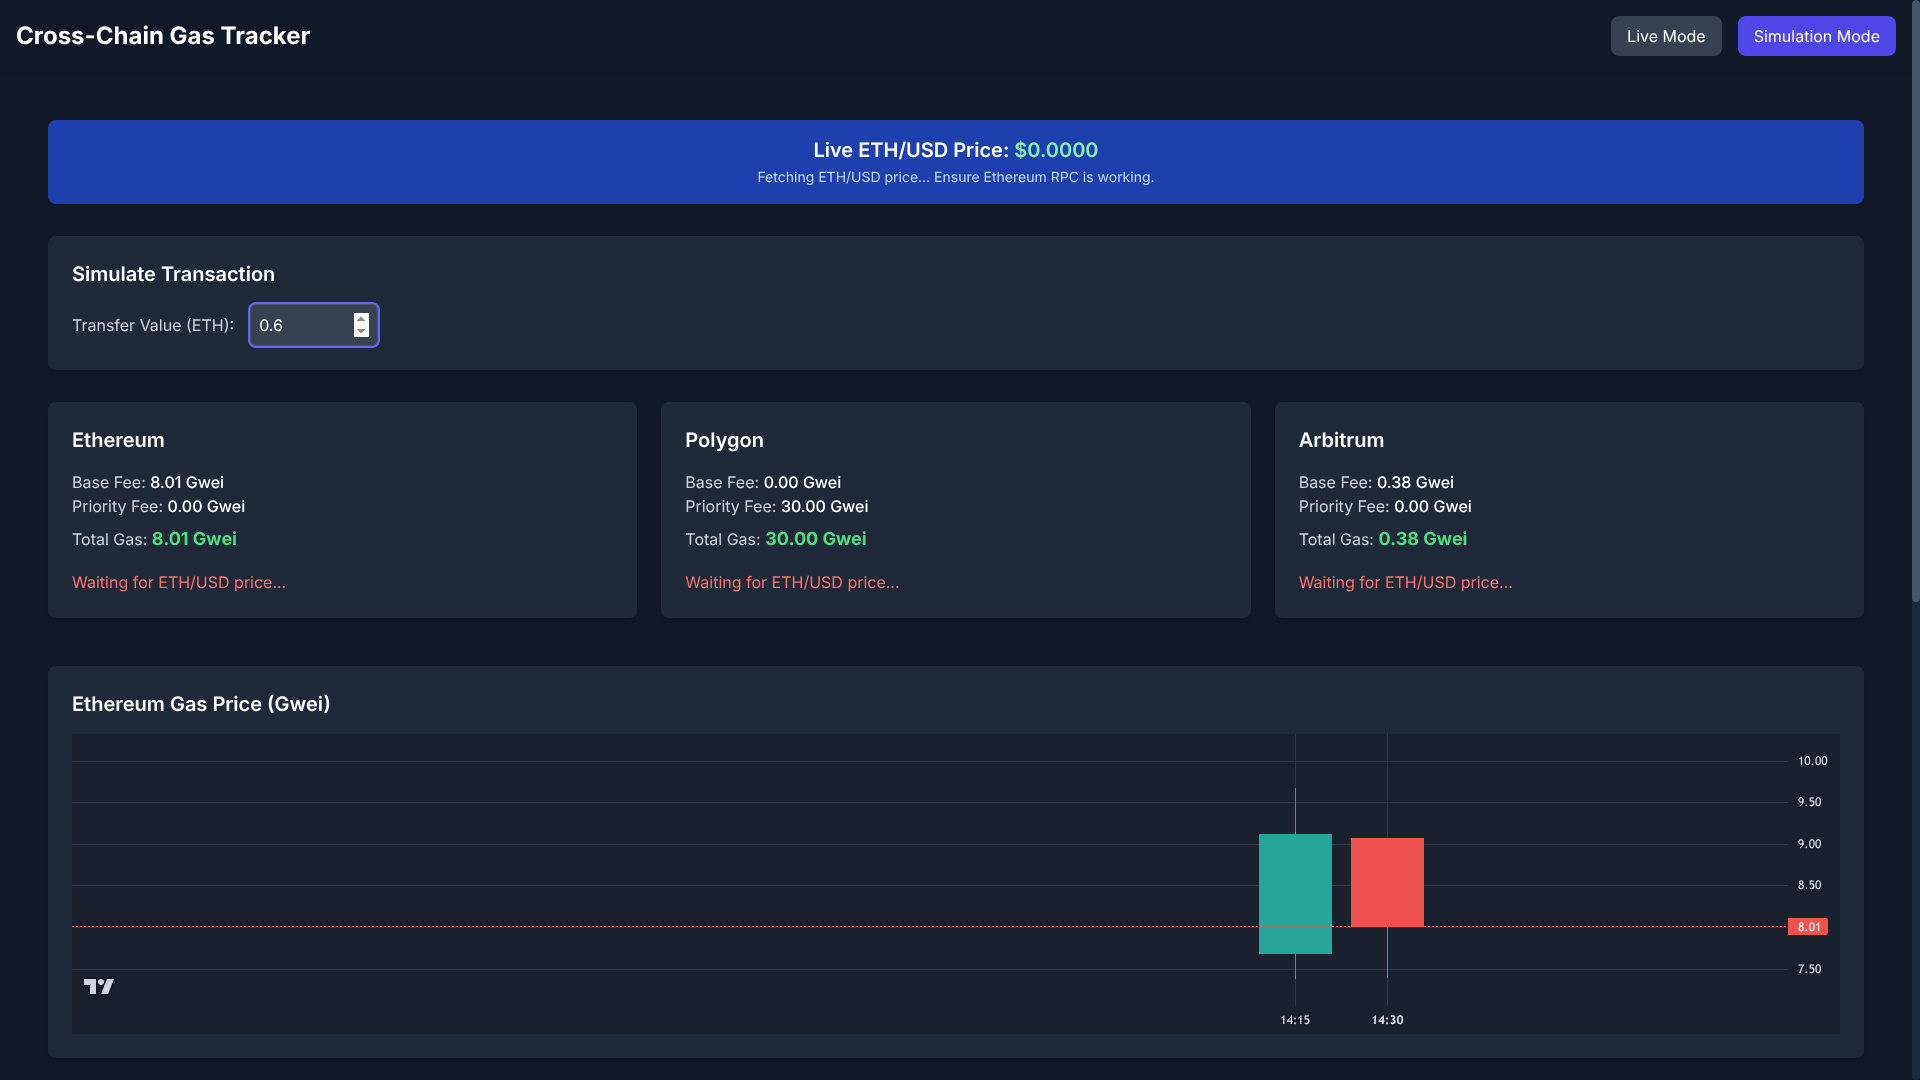 Cross-Chain Gas Tracker
Live Mode
Simulation Mode
Live ETH/USD Price: $0.0000
Fetching ETH/USD price... Ensure Ethereum RPC is working.
Simulate Transaction
Transfer Value (ETH): 0.6
Ethereum
Base Fee: 8.01 Gwei
Priority Fee: 0.00 Gwei
Total Gas: 8.01 Gwei
Waiting for ETH/USD price...
Polygon
Base Fee: 0.00 Gwei
Priority Fee: 30.00 Gwei
Total Gas: 30.00 Gwei
Waiting for ETH/USD price...
Arbitrum
Base Fee: 0.38 Gwei
Priority Fee: 0.00 Gwei
Total Gas: 0.38 Gwei
Waiting for ETH/USD price...
Ethereum Gas Price (Gwei)
10.00
9.50
9.00
8.50
8.01
7.50
14:15
14:30